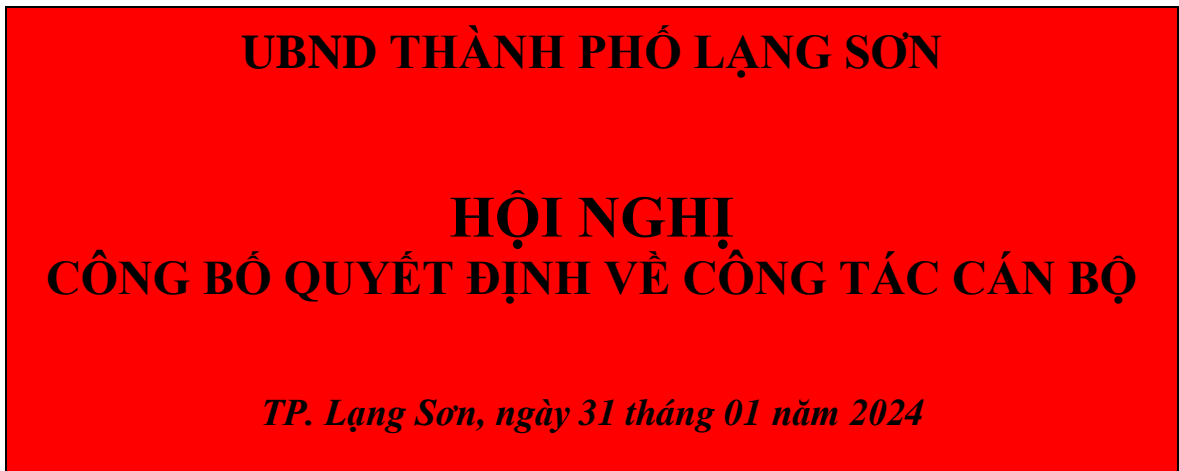 UBND THÀNH PHỐ LẠNG SƠN
HỘI NGHỊ
CÔNG BỐ QUYẾT ĐỊNH VỀ CÔNG TÁC CÁN BỘ
TP. Lạng Sơn, ngày 31 tháng 01 năm 2024